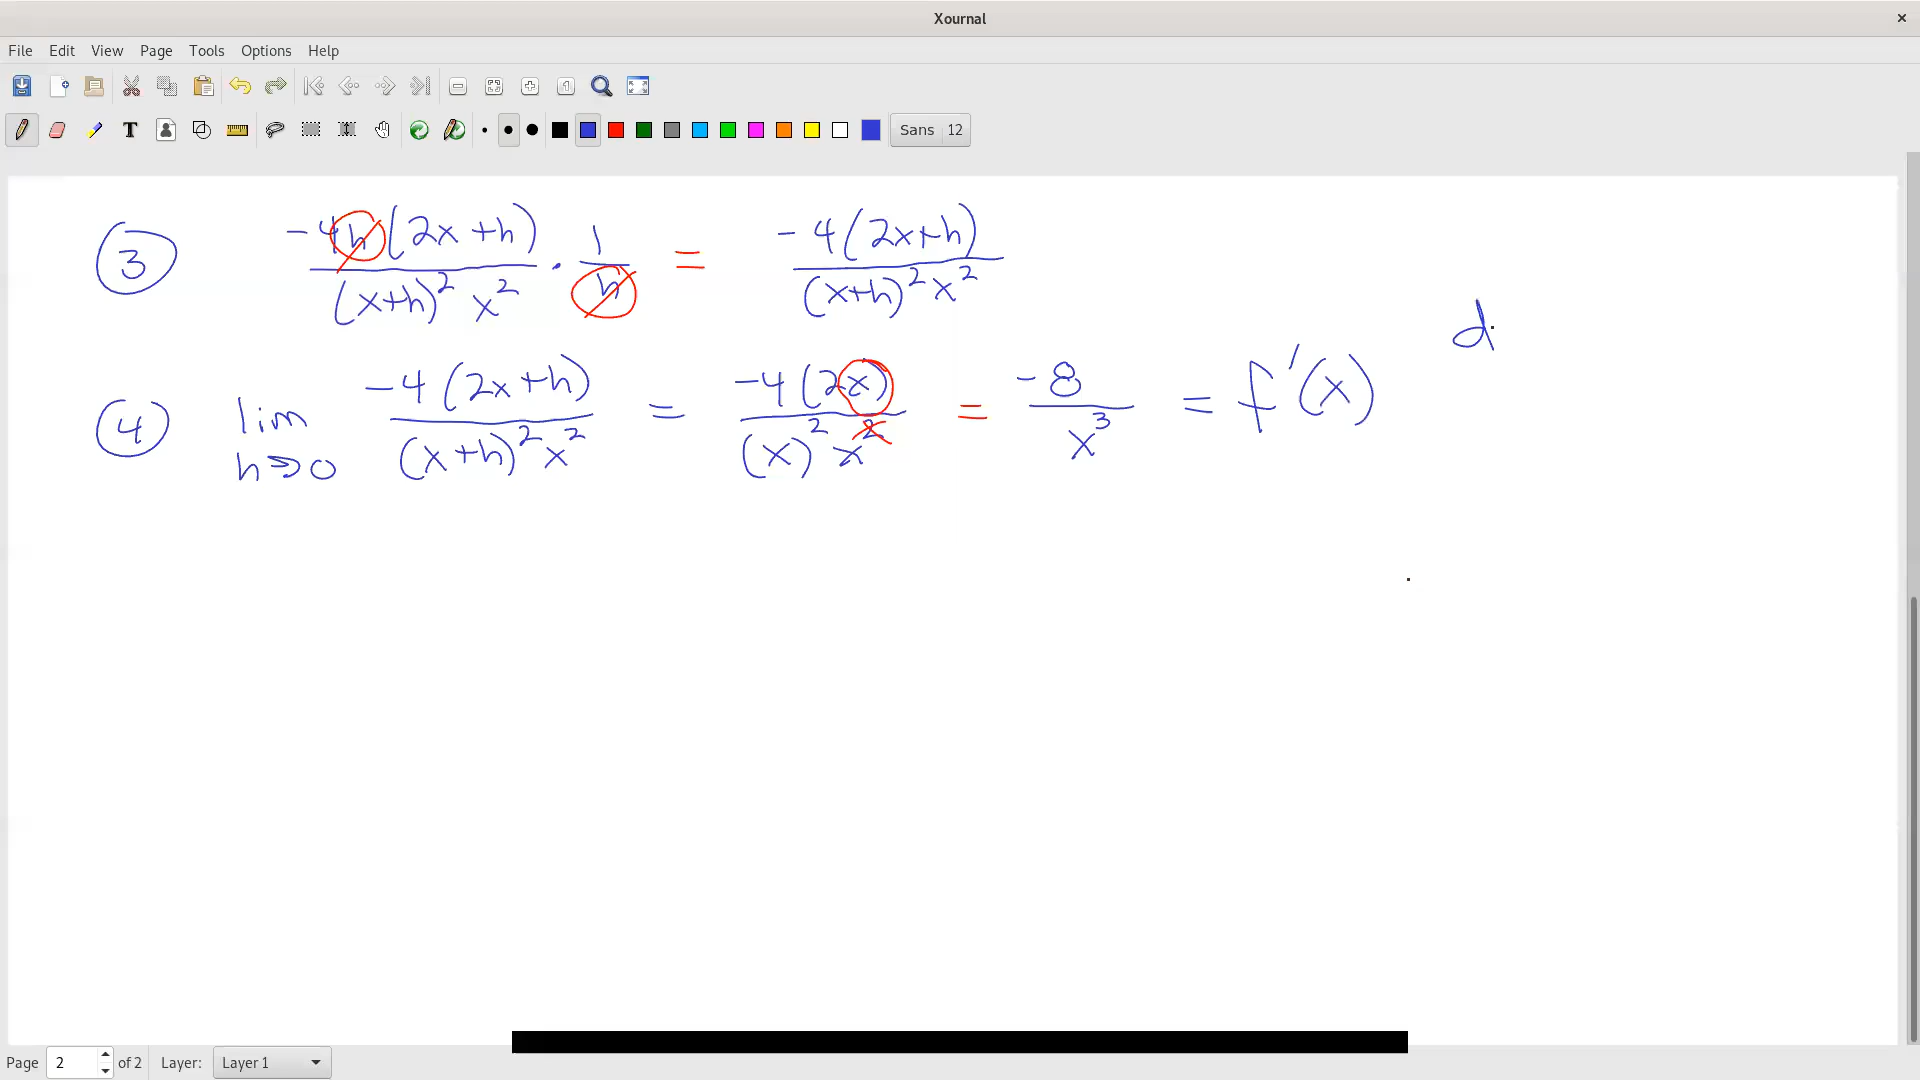 Xournal
File Edit View Page Tools Options Help
Sans 12
③ -4h(2x+h)/((x+h)² x²) · 1/h = -4(2x+h)/((x+h)² x²)
④ lim h→0 -4(2x+h)/((x+h)² x²) = -4(2x)/((x)² x²) = -8/x³ = f'(x)
d
Page 2 of 2 Layer: Layer 1